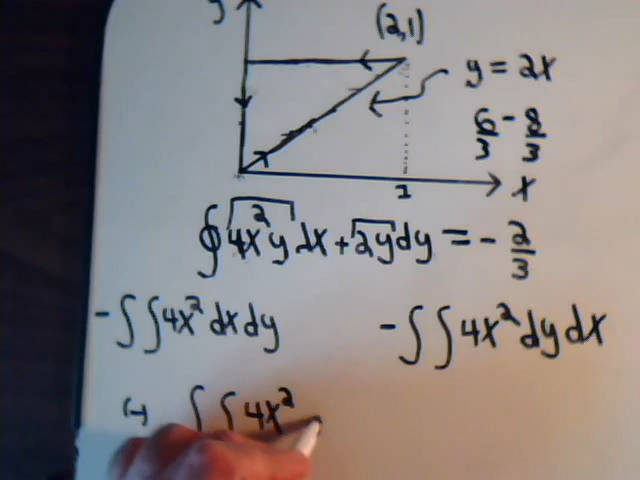 y
(2,1)
y = 2x
6/3 - 8/3
x
∮ 4x²y dx + 2y dy = - 2/3
- ∫∫ 4x² dx dy
- ∫∫ 4x² dy dx
(-) ∫∫ 4x²